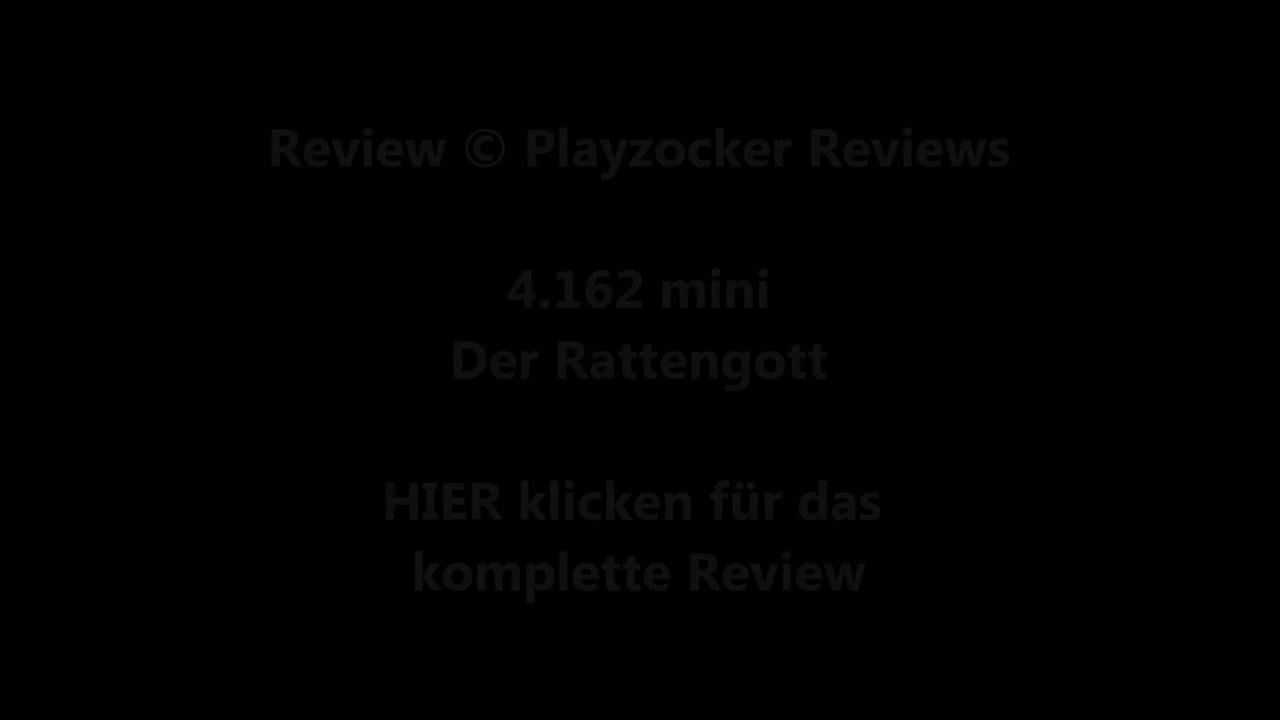 Review © Playzocker Reviews
4.162 mini
Der Rattengott
HIER klicken für das
komplette Review